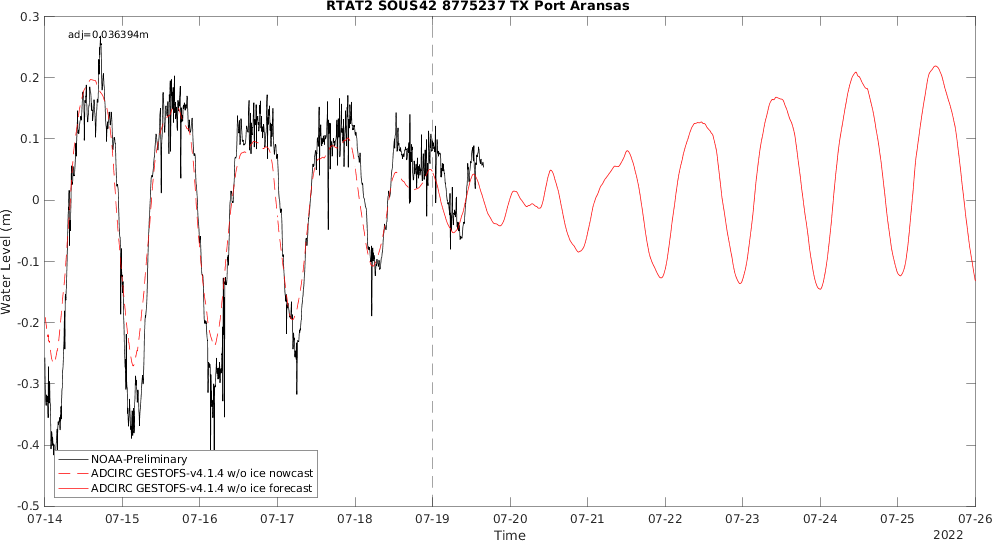 RTAT2 SOUS42 8775237 TX Port Aransas
adj=0.036394m
0.3
0.2
0.1
0
-0.1
-0.2
-0.3
-0.4
-0.5
Water Level (m)
NOAA-Preliminary
ADCIRC GESTOFS-v4.1.4 w/o ice nowcast
ADCIRC GESTOFS-v4.1.4 w/o ice forecast
07-14 07-15 07-16 07-17 07-18 07-19 07-20 07-21 07-22 07-23 07-24 07-25 07-26
Time
2022